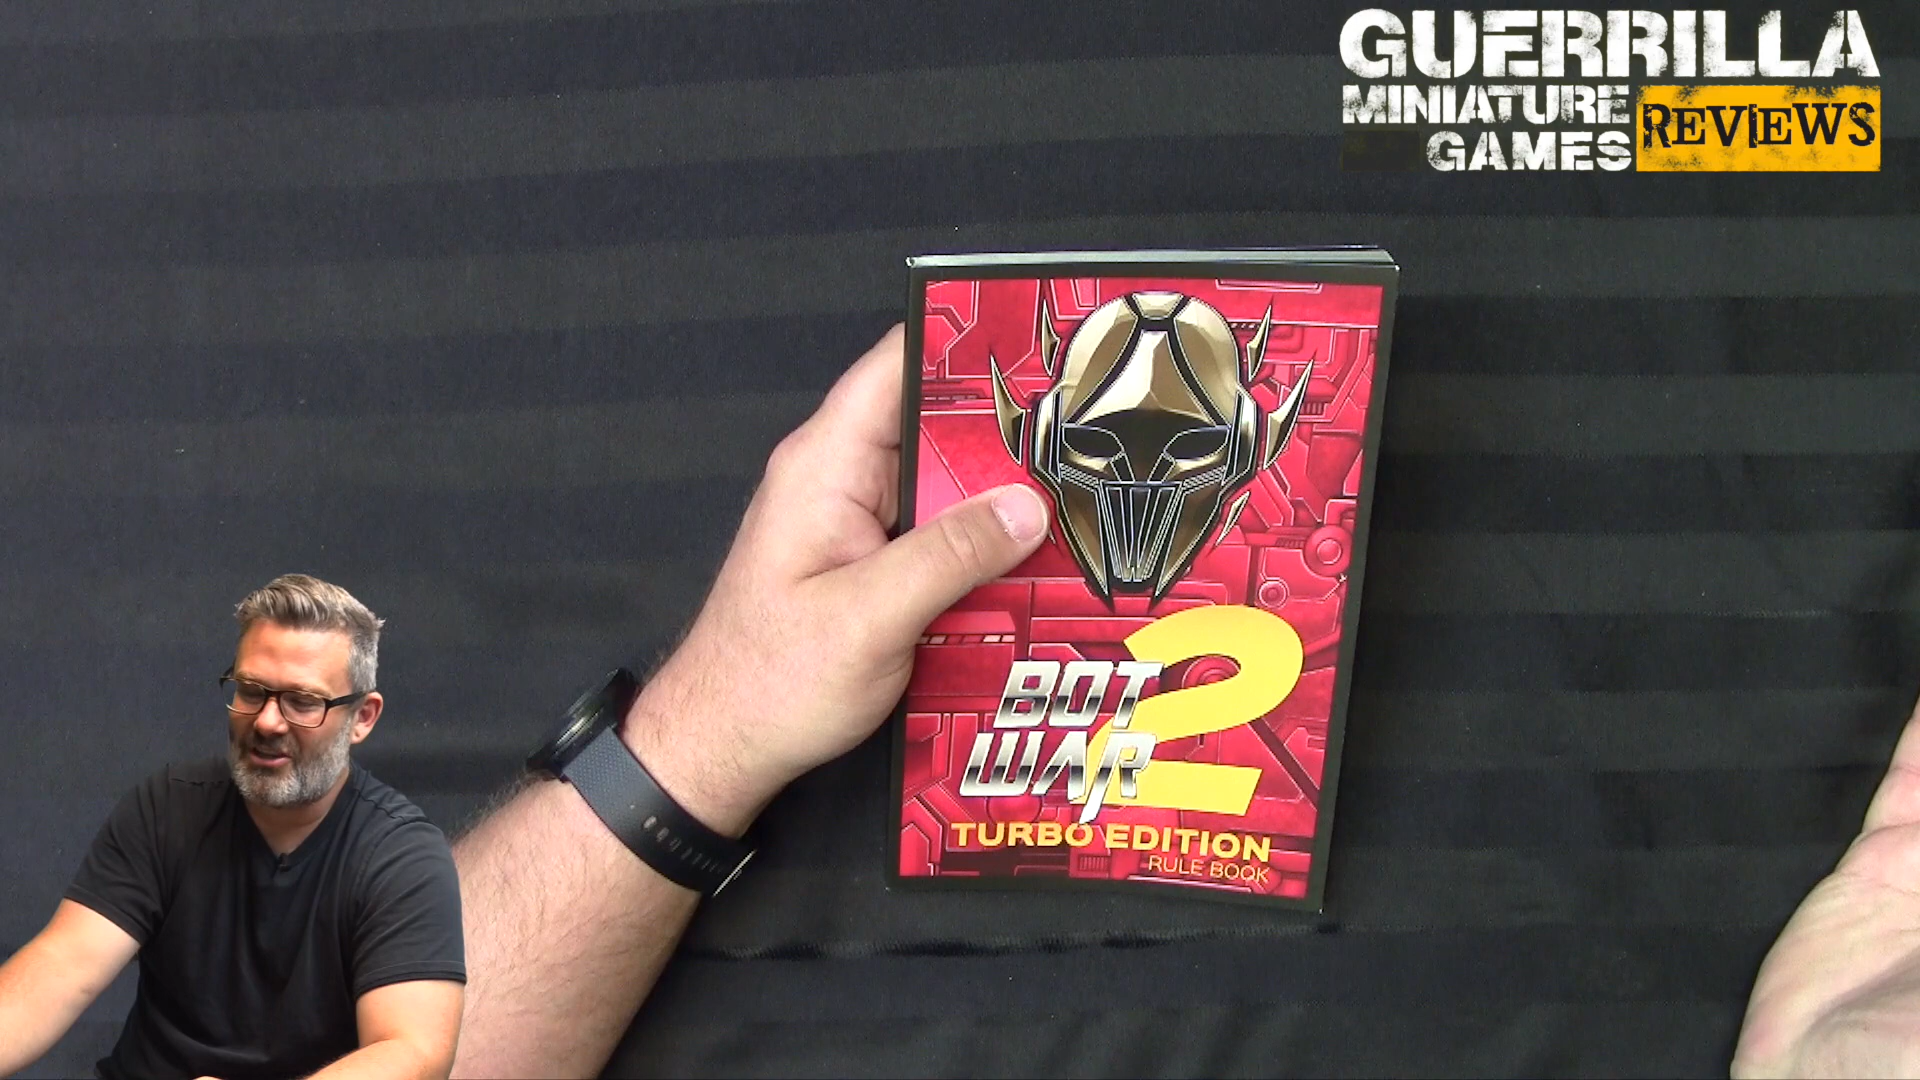 GUERRILLA
MINIATURE
GAMES
REVIEWS
BOT
WAR
2
TURBO EDITION
RULE BOOK